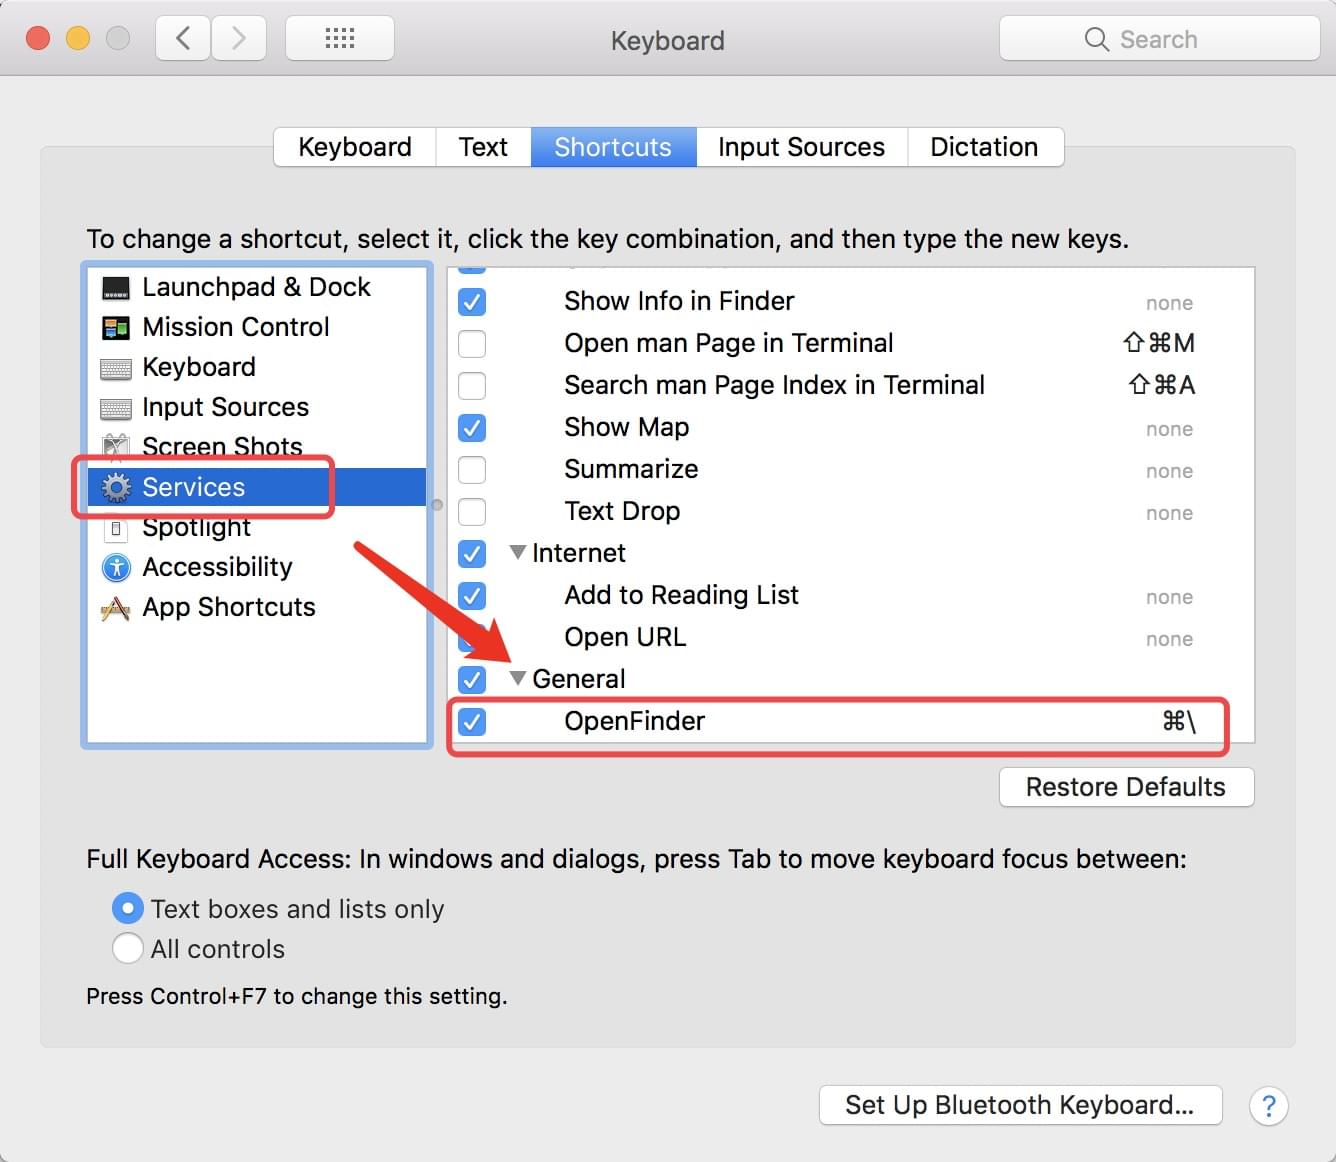 Keyboard
Search
Keyboard Text Shortcuts Input Sources Dictation
To change a shortcut, select it, click the key combination, and then type the new keys.
Launchpad & Dock
Mission Control
Keyboard
Input Sources
Screen Shots
Services
Spotlight
Accessibility
App Shortcuts
Show Info in Finder none
Open man Page in Terminal ⇧⌘M
Search man Page Index in Terminal ⇧⌘A
Show Map none
Summarize none
Text Drop none
Internet
Add to Reading List none
Open URL none
General
OpenFinder ⌘\
Restore Defaults
Full Keyboard Access: In windows and dialogs, press Tab to move keyboard focus between:
Text boxes and lists only
All controls
Press Control+F7 to change this setting.
Set Up Bluetooth Keyboard...
?